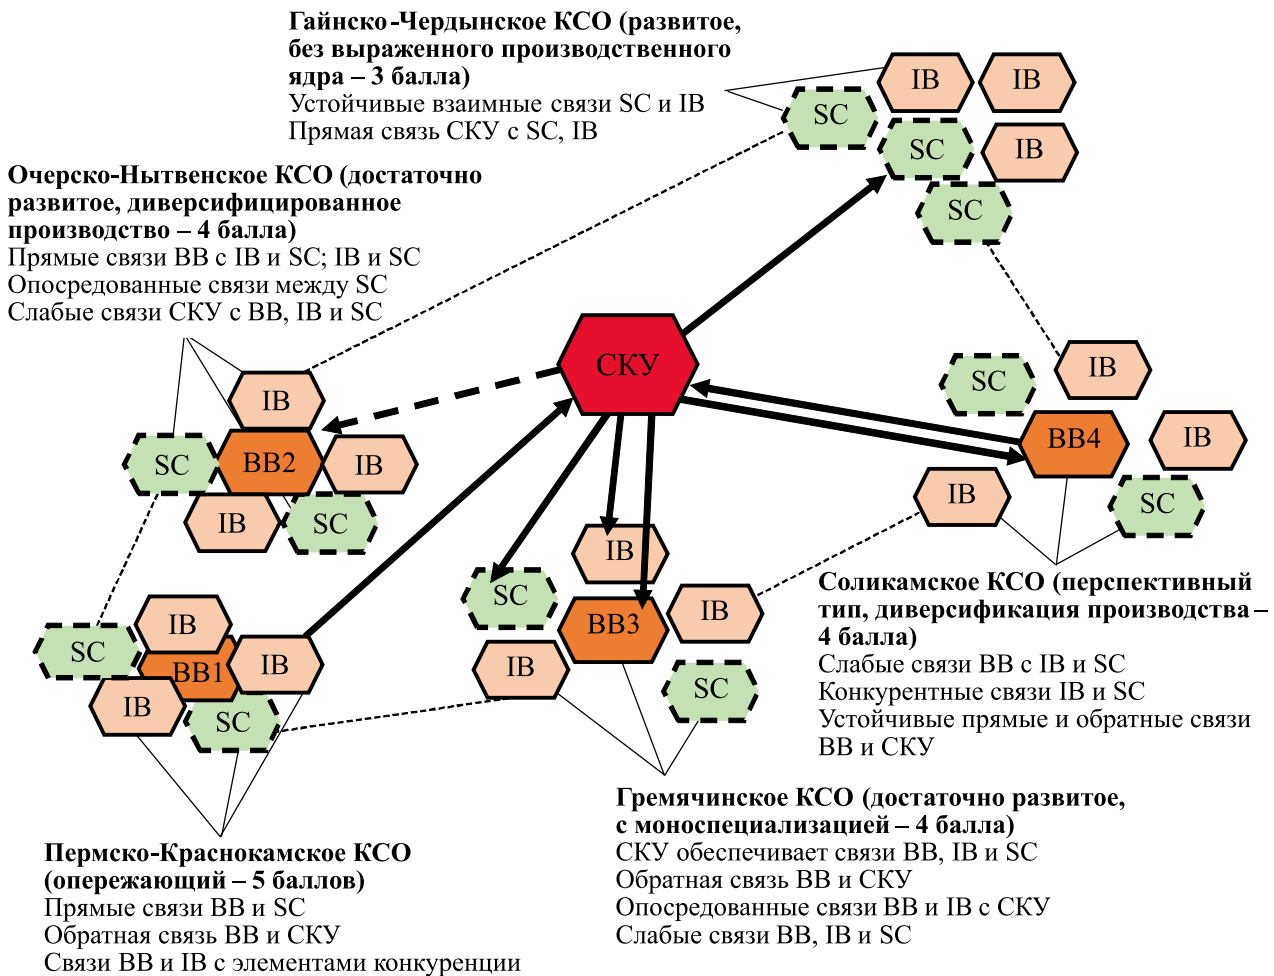 Гайнско-Чердынское КСО (развитое,
без выраженного производственного
ядра – 3 балла)
Устойчивые взаимные связи SC и IB
Прямая связь СКУ с SC, IB
IB
IB
SC
SC
IB
SC
Очерско-Нытвенское КСО (достаточно
развитое, диверсифицированное
производство – 4 балла)
Прямые связи BB с IB и SC; IB и SC
Опосредованные связи между SC
Слабые связи СКУ с BB, IB и SC
СКУ
IB
SC
BB2
IB
IB
SC
IB
SC
BB4
IB
IB
SC
IB
SC
BB1
IB
IB
SC
IB
SC
BB3
IB
IB
SC
Соликамское КСО (перспективный
тип, диверсификация производства –
4 балла)
Слабые связи BB с IB и SC
Конкурентные связи IB и SC
Устойчивые прямые и обратные связи
BB и СКУ
Гремячинское КСО (достаточно развитое,
с моноспециализацией – 4 балла)
СКУ обеспечивает связи BB, IB и SC
Обратная связь BB и СКУ
Опосредованные связи BB и IB с СКУ
Слабые связи BB, IB и SC
Пермско-Краснокамское КСО
(опережающий – 5 баллов)
Прямые связи BB и SC
Обратная связь BB и СКУ
Связи BB и IB с элементами конкуренции